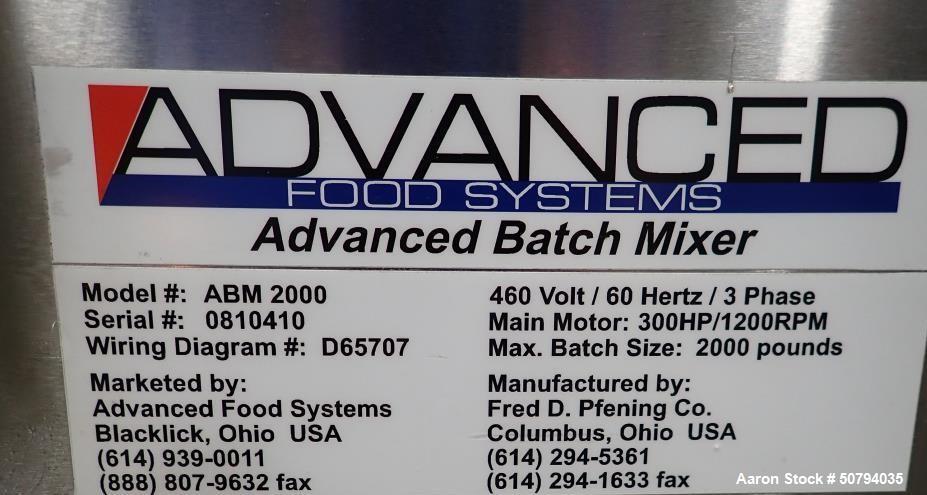 ADVANCED
FOOD SYSTEMS
Advanced Batch Mixer
Model #: ABM 2000
Serial #: 0810410
Wiring Diagram #: D65707
460 Volt / 60 Hertz / 3 Phase
Main Motor: 300HP/1200RPM
Max. Batch Size: 2000 pounds
Marketed by:
Advanced Food Systems
Blacklick, Ohio USA
(614) 939-0011
(888) 807-9632 fax
Manufactured by:
Fred D. Pfening Co.
Columbus, Ohio USA
(614) 294-5361
(614) 294-1633 fax
Aaron Stock # 50794035